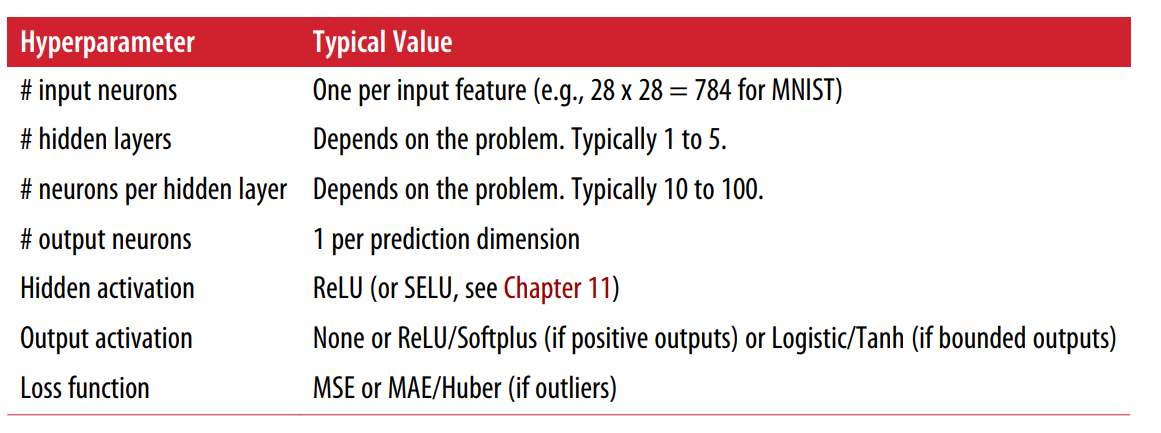 Hyperparameter Typical Value
# input neurons One per input feature (e.g., 28 x 28 = 784 for MNIST)
# hidden layers Depends on the problem. Typically 1 to 5.
# neurons per hidden layer Depends on the problem. Typically 10 to 100.
# output neurons 1 per prediction dimension
Hidden activation ReLU (or SELU, see Chapter 11)
Output activation None or ReLU/Softplus (if positive outputs) or Logistic/Tanh (if bounded outputs)
Loss function MSE or MAE/Huber (if outliers)